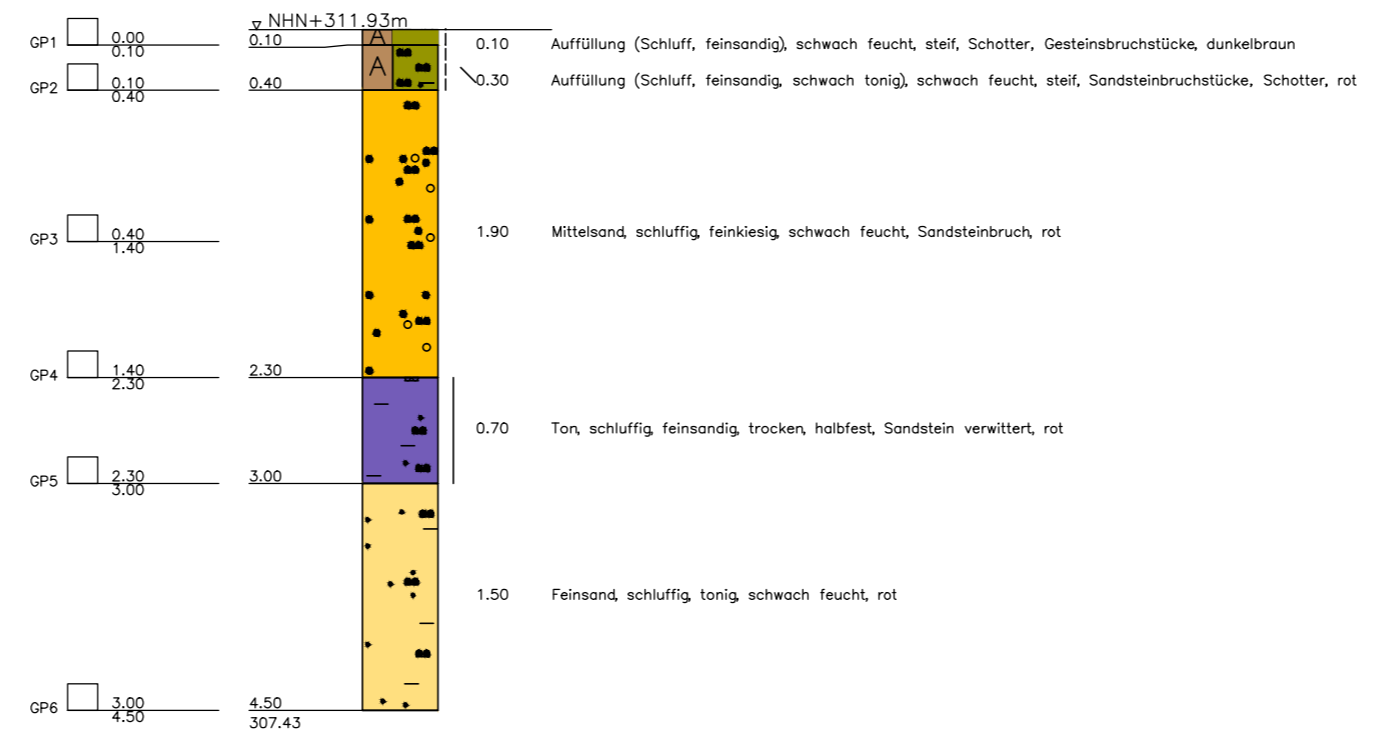 NHN+311.93m
GP1 0.00 0.10 A 0.10 Auffüllung (Schluff, feinsandig), schwach feucht, steif, Schotter, Gesteinsbruchstücke, dunkelbraun
0.10
A
GP2 0.10 0.40 0.30 Auffüllung (Schluff, feinsandig, schwach tonig), schwach feucht, steif, Sandsteinbruchstücke, Schotter, rot
0.40
GP3 0.40 1.90 Mittelsand, schluffig, feinkiesig, schwach feucht, Sandsteinbruch, rot
1.40
GP4 1.40 2.30
2.30
0.70 Ton, schluffig, feinsandig, trocken, halbfest, Sandstein verwittert, rot
GP5 2.30 3.00
3.00
1.50 Feinsand, schluffig, tonig, schwach feucht, rot
GP6 3.00 4.50
4.50 307.43